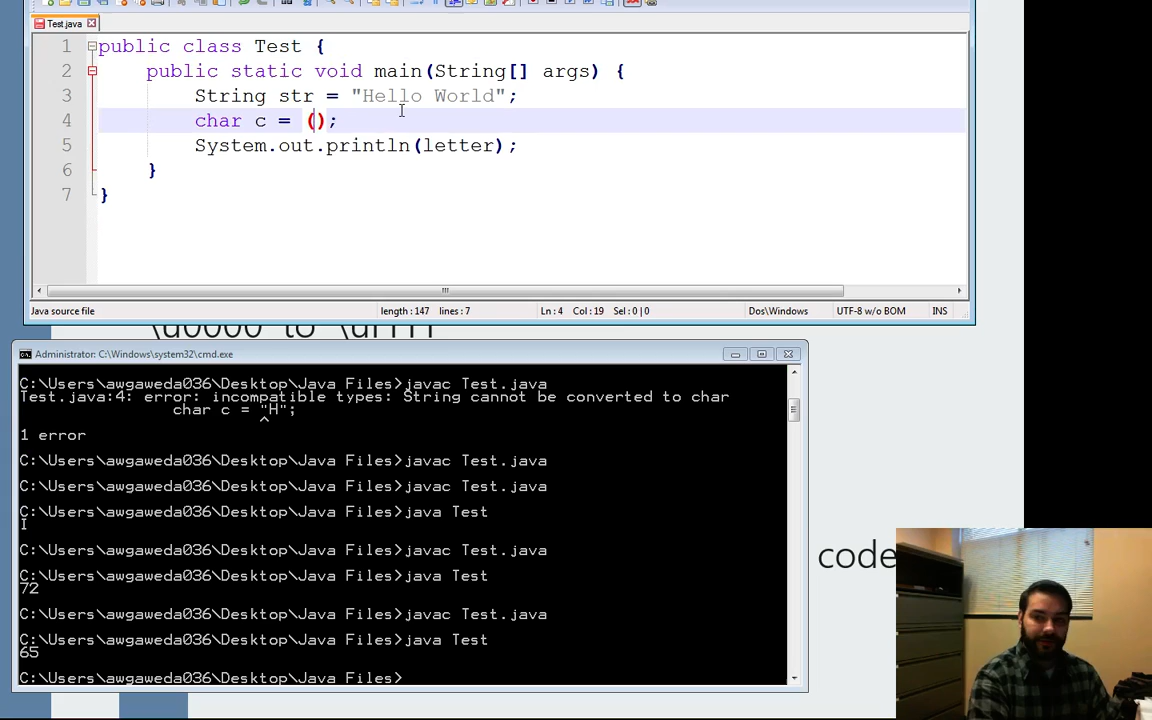 Test.java
1 public class Test {
2 public static void main(String[] args) {
3 String str = "Hello World";
4 char c = ();
5 System.out.println(letter);
6 }
7 }
Java source file length : 147 lines : 7 Ln : 4 Col : 19 Sel : 0 | 0 Dos\Windows UTF-8 w/o BOM INS
\u0000 to \uFFFF
Administrator: C:\Windows\system32\cmd.exe
C:\Users\awgaweda036\Desktop\Java Files>javac Test.java
Test.java:4: error: incompatible types: String cannot be converted to char
char c = "H";
^
1 error
C:\Users\awgaweda036\Desktop\Java Files>javac Test.java
C:\Users\awgaweda036\Desktop\Java Files>javac Test.java
C:\Users\awgaweda036\Desktop\Java Files>java Test
I
C:\Users\awgaweda036\Desktop\Java Files>javac Test.java
C:\Users\awgaweda036\Desktop\Java Files>java Test
72
C:\Users\awgaweda036\Desktop\Java Files>javac Test.java
C:\Users\awgaweda036\Desktop\Java Files>java Test
65
C:\Users\awgaweda036\Desktop\Java Files>
code